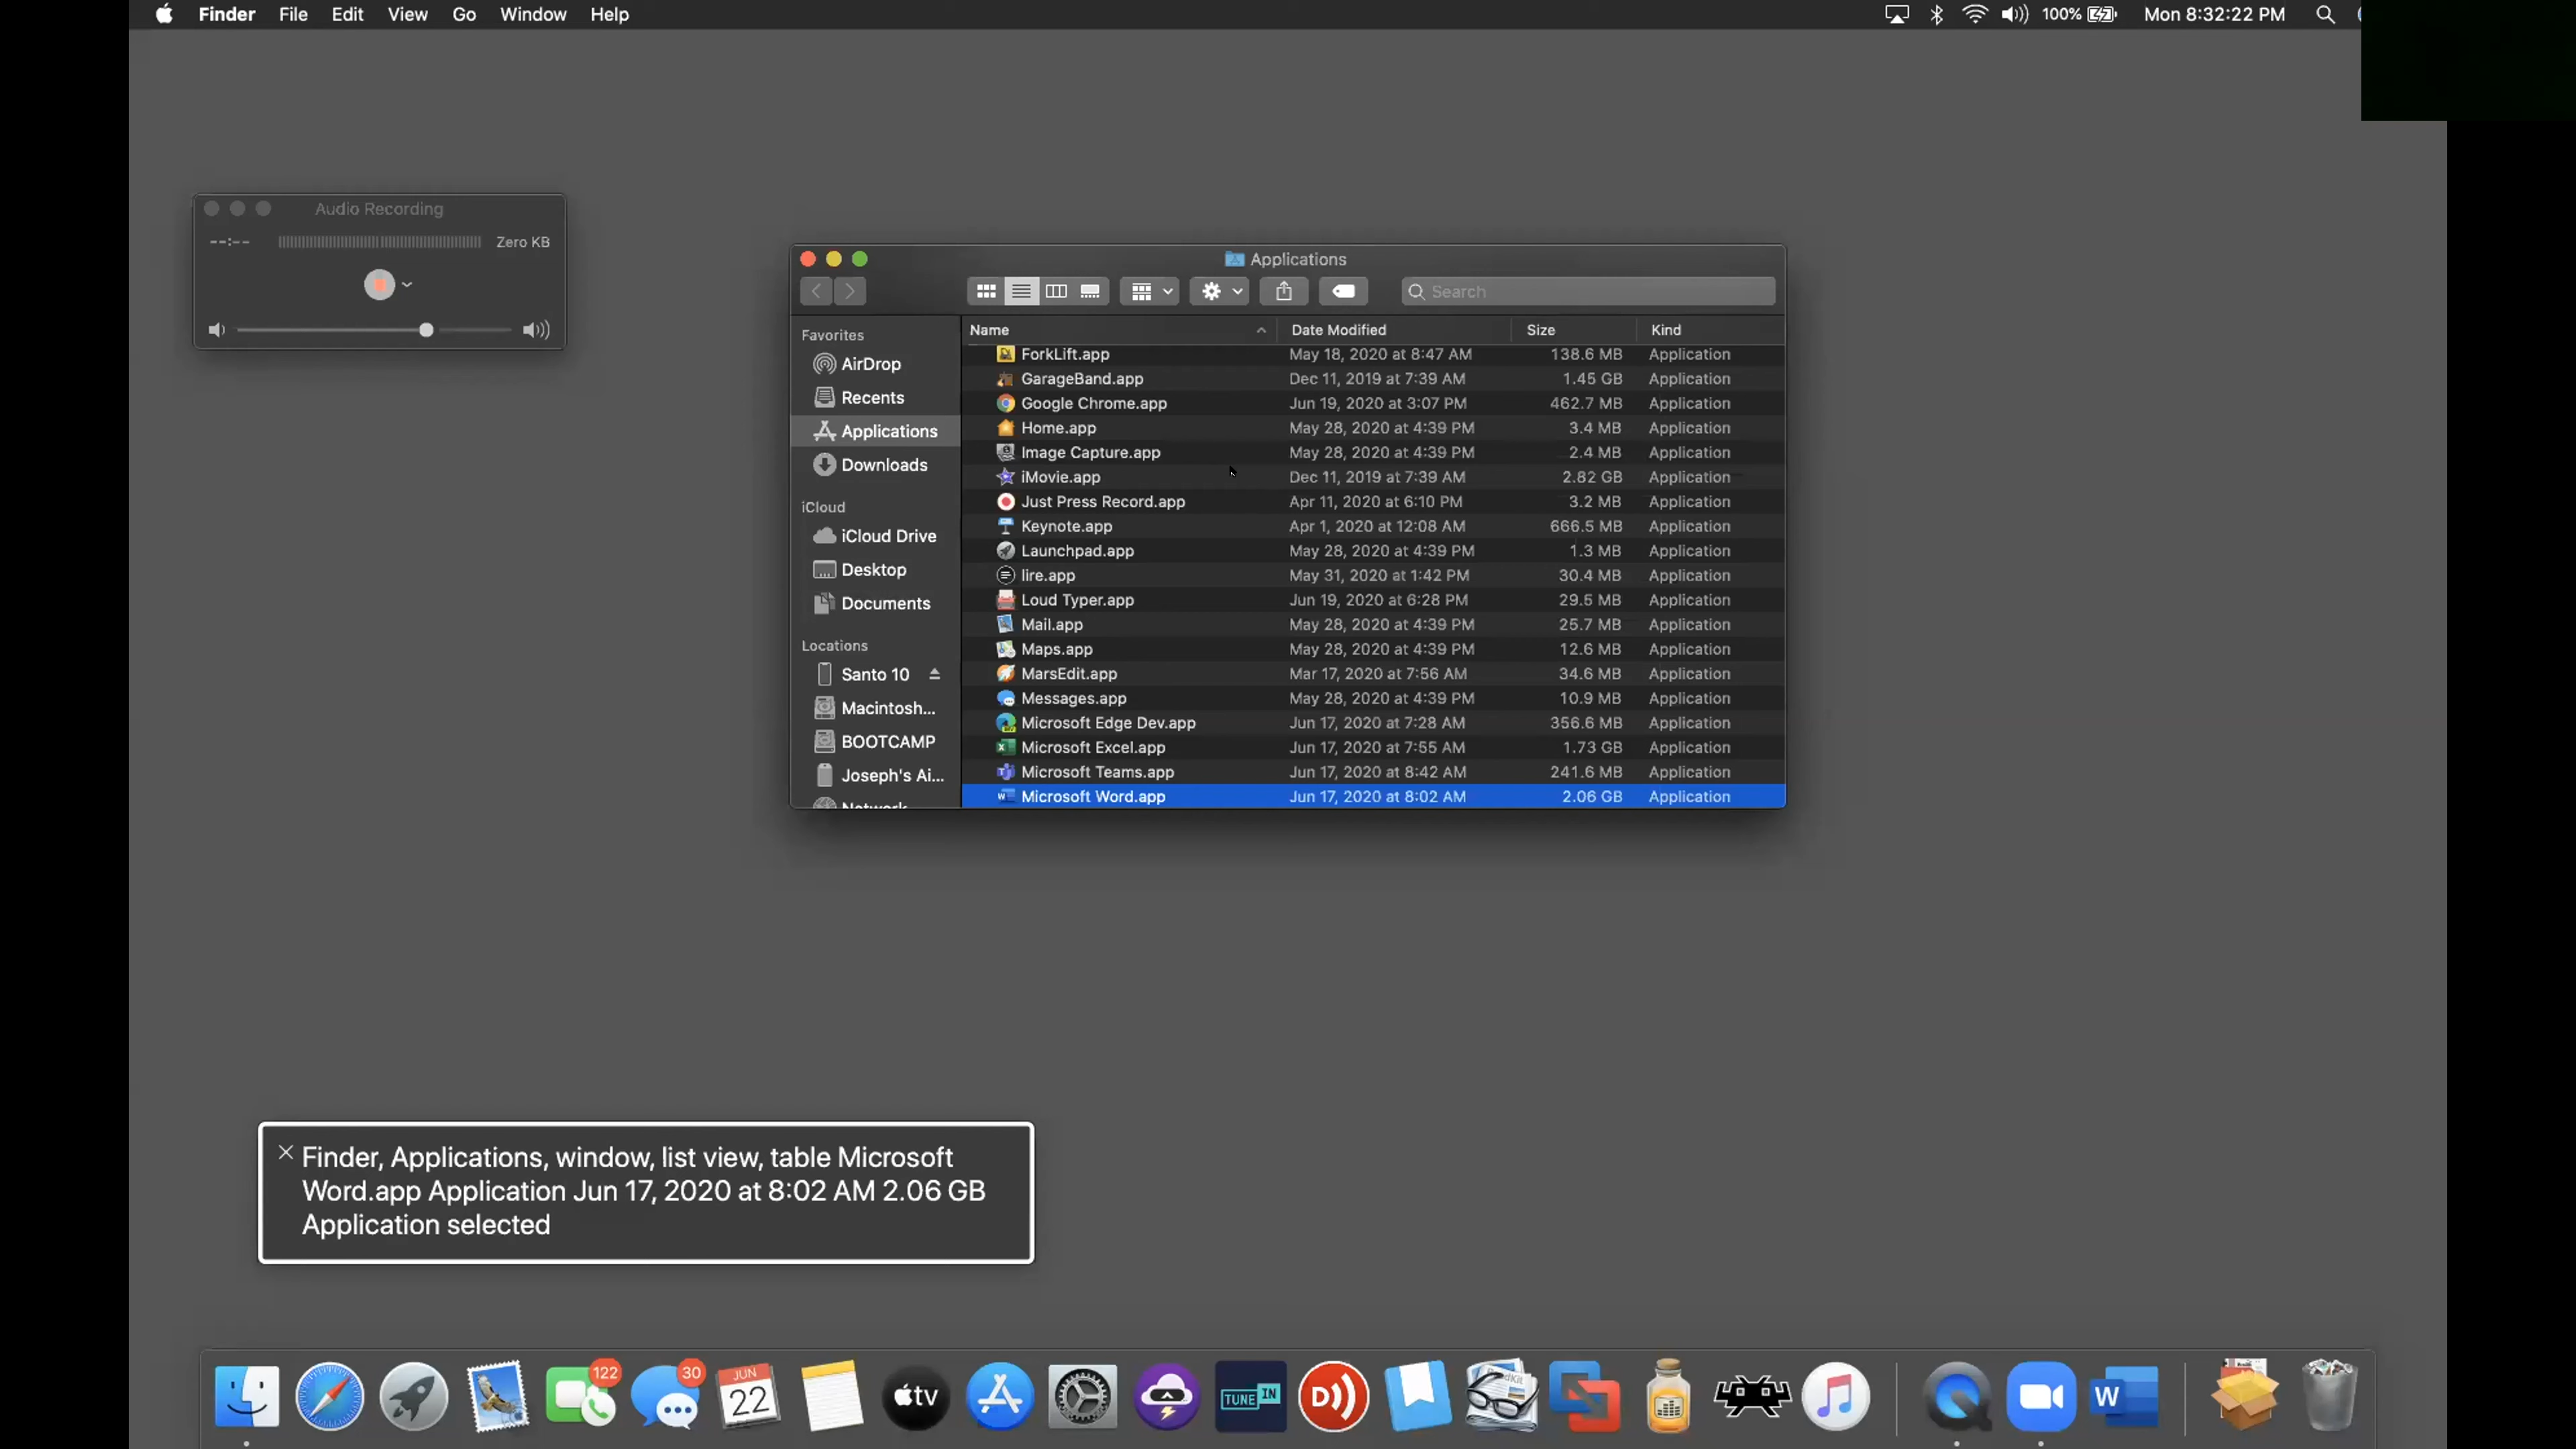 Finder File Edit View Go Window Help 100% Mon 8:32:22 PM
Audio Recording
--:-- Zero KB
Applications
Search
Favorites
AirDrop
Recents
Applications
Downloads
iCloud
iCloud Drive
Desktop
Documents
Locations
Santo 10
Macintosh...
BOOTCAMP
Joseph's Ai...
Network
Name Date Modified Size Kind
ForkLift.app May 18, 2020 at 8:47 AM 138.6 MB Application
GarageBand.app Dec 11, 2019 at 7:39 AM 1.45 GB Application
Google Chrome.app Jun 19, 2020 at 3:07 PM 462.7 MB Application
Home.app May 28, 2020 at 4:39 PM 3.4 MB Application
Image Capture.app May 28, 2020 at 4:39 PM 2.4 MB Application
iMovie.app Dec 11, 2019 at 7:39 AM 2.82 GB Application
Just Press Record.app Apr 11, 2020 at 6:10 PM 3.2 MB Application
Keynote.app Apr 1, 2020 at 12:08 AM 666.5 MB Application
Launchpad.app May 28, 2020 at 4:39 PM 1.3 MB Application
lire.app May 31, 2020 at 1:42 PM 30.4 MB Application
Loud Typer.app Jun 19, 2020 at 6:28 PM 29.5 MB Application
Mail.app May 28, 2020 at 4:39 PM 25.7 MB Application
Maps.app May 28, 2020 at 4:39 PM 12.6 MB Application
MarsEdit.app Mar 17, 2020 at 7:56 AM 34.6 MB Application
Messages.app May 28, 2020 at 4:39 PM 10.9 MB Application
Microsoft Edge Dev.app Jun 17, 2020 at 7:28 AM 356.6 MB Application
Microsoft Excel.app Jun 17, 2020 at 7:55 AM 1.73 GB Application
Microsoft Teams.app Jun 17, 2020 at 8:42 AM 241.6 MB Application
Microsoft Word.app Jun 17, 2020 at 8:02 AM 2.06 GB Application
Finder, Applications, window, list view, table Microsoft
Word.app Application Jun 17, 2020 at 8:02 AM 2.06 GB
Application selected
122 30 JUN
22 tv TUNE IN D W